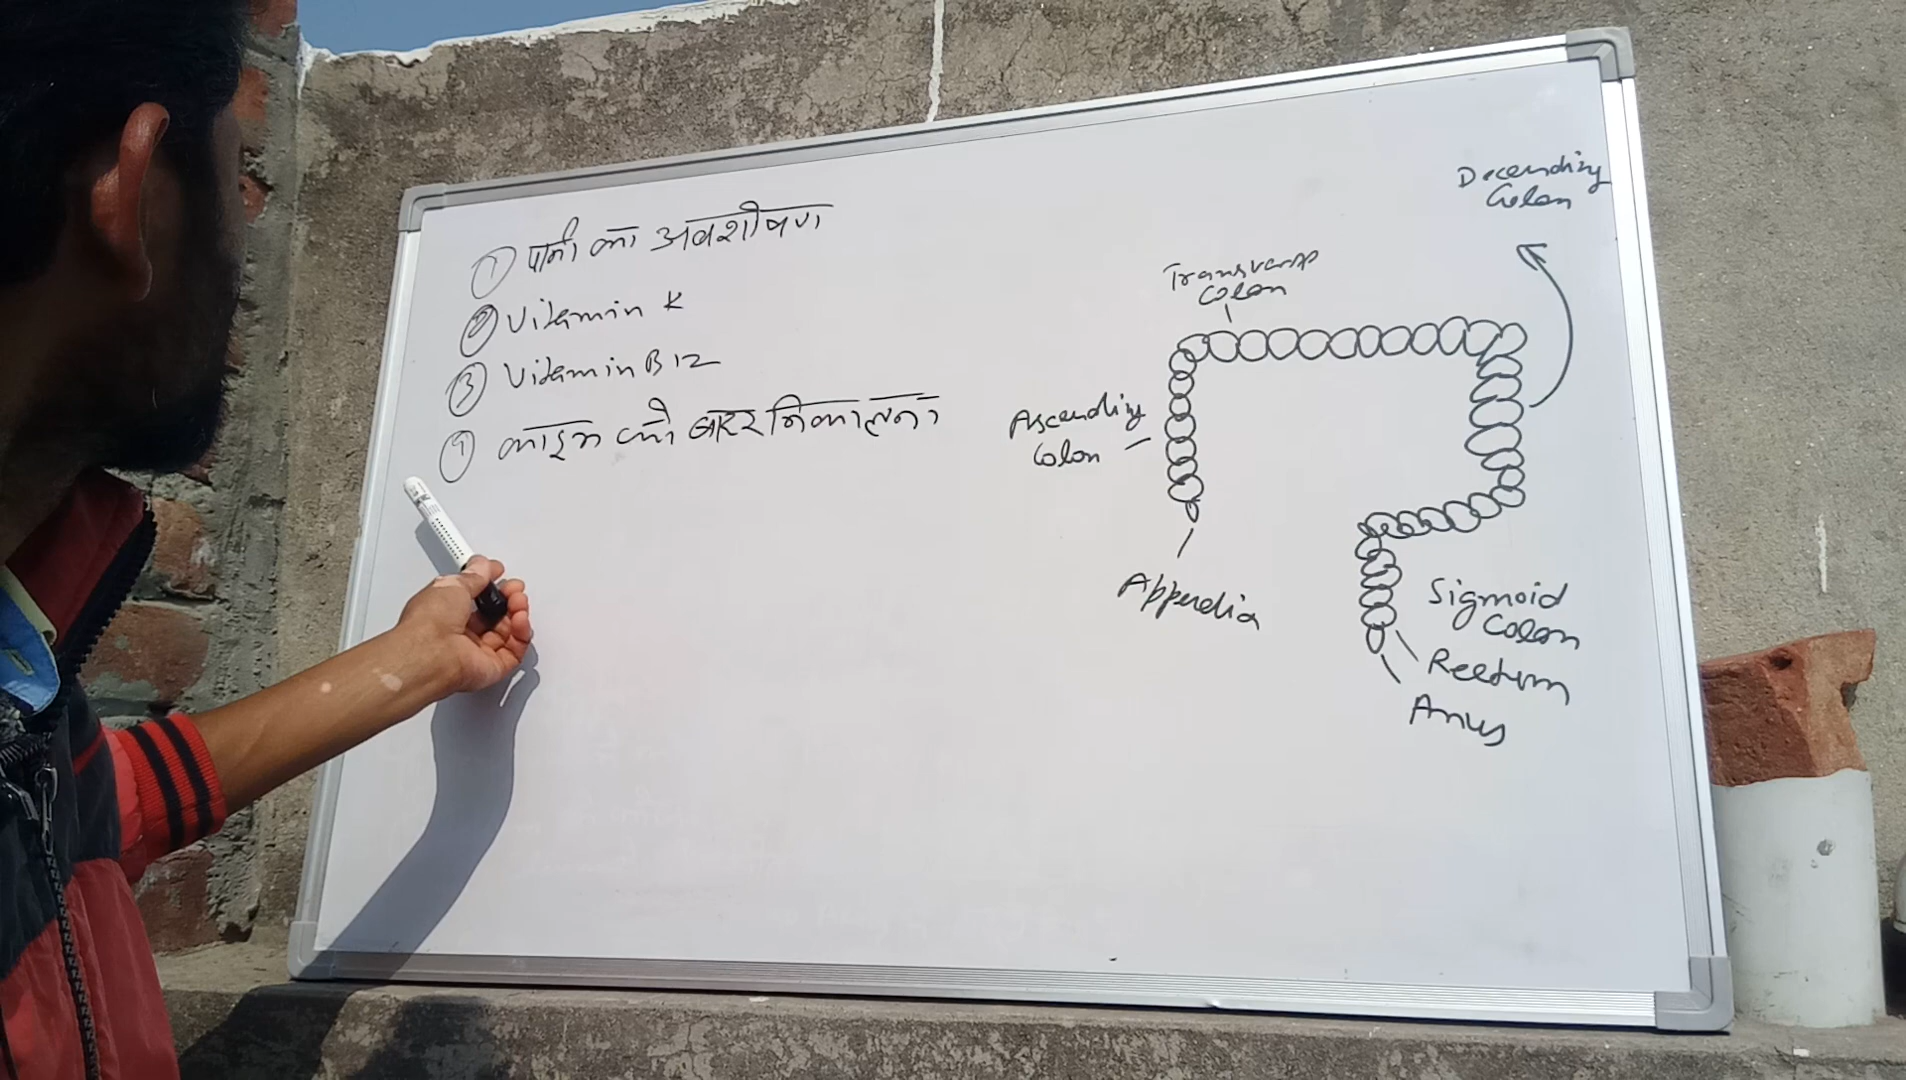 ① पानी का अवशोषण
② Vitamin K
③ Vitamin B12
④ काइम को बाहर निकालना
Decending
Colon
Transverse
Colon
Ascending
Colon
Appendix
Sigmoid
Colon
Rectum
Anus